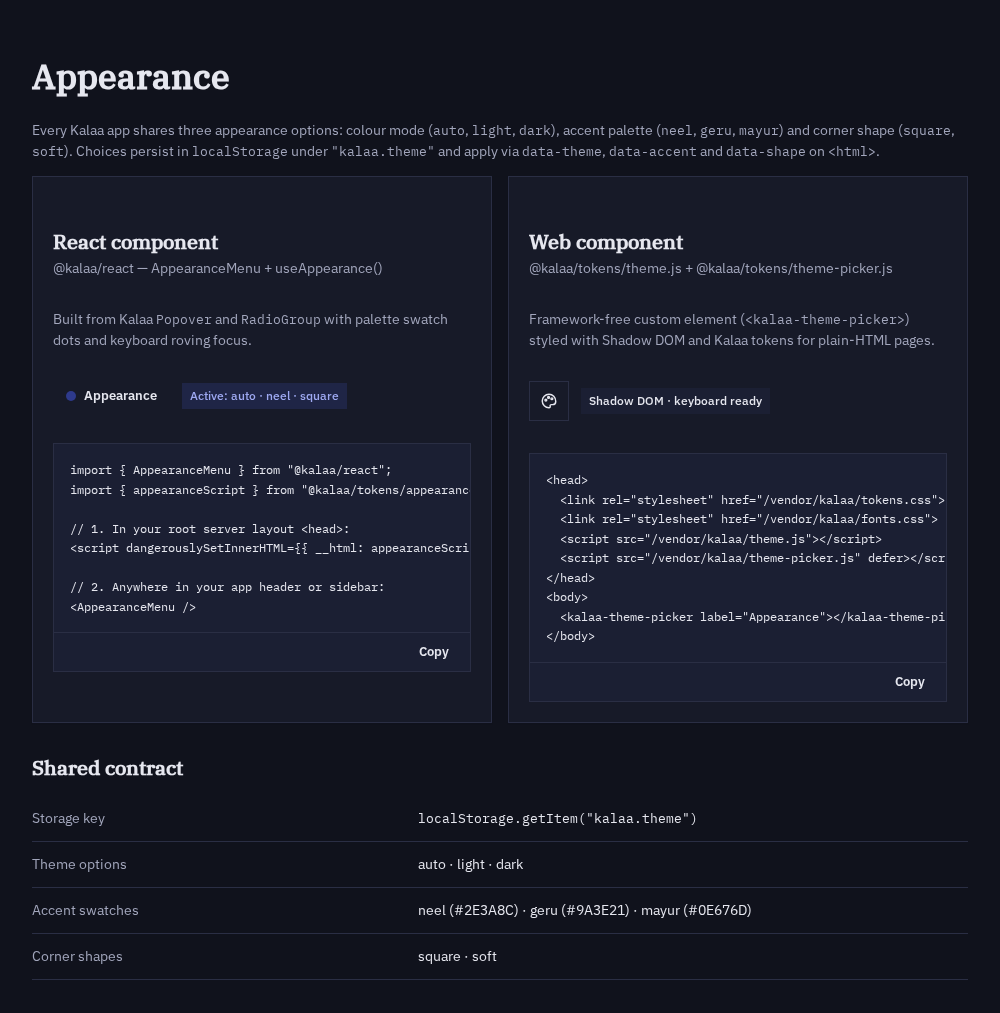 Appearance
Every Kalaa app shares three appearance options: colour mode (auto, light, dark), accent palette (neel, geru, mayur) and corner shape (square,
soft). Choices persist in localStorage under "kalaa.theme" and apply via data-theme, data-accent and data-shape on <html>.
React component
@kalaa/react — AppearanceMenu + useAppearance()
Built from Kalaa Popover and RadioGroup with palette swatch
dots and keyboard roving focus.
Appearance
Active: auto · neel · square
import { AppearanceMenu } from "@kalaa/react";
import { appearanceScript } from "@kalaa/tokens/appearanc
// 1. In your root server layout <head>:
<script dangerouslySetInnerHTML={{ __html: appearanceScri
// 2. Anywhere in your app header or sidebar:
<AppearanceMenu />
Copy
Web component
@kalaa/tokens/theme.js + @kalaa/tokens/theme-picker.js
Framework-free custom element (<kalaa-theme-picker>)
styled with Shadow DOM and Kalaa tokens for plain-HTML pages.
Shadow DOM · keyboard ready
<head>
  <link rel="stylesheet" href="/vendor/kalaa/tokens.css">
  <link rel="stylesheet" href="/vendor/kalaa/fonts.css">
  <script src="/vendor/kalaa/theme.js"></script>
  <script src="/vendor/kalaa/theme-picker.js" defer></scr
</head>
<body>
  <kalaa-theme-picker label="Appearance"></kalaa-theme-pi
</body>
Copy
Shared contract
Storage key localStorage.getItem("kalaa.theme")
Theme options auto · light · dark
Accent swatches neel (#2E3A8C) · geru (#9A3E21) · mayur (#0E676D)
Corner shapes square · soft